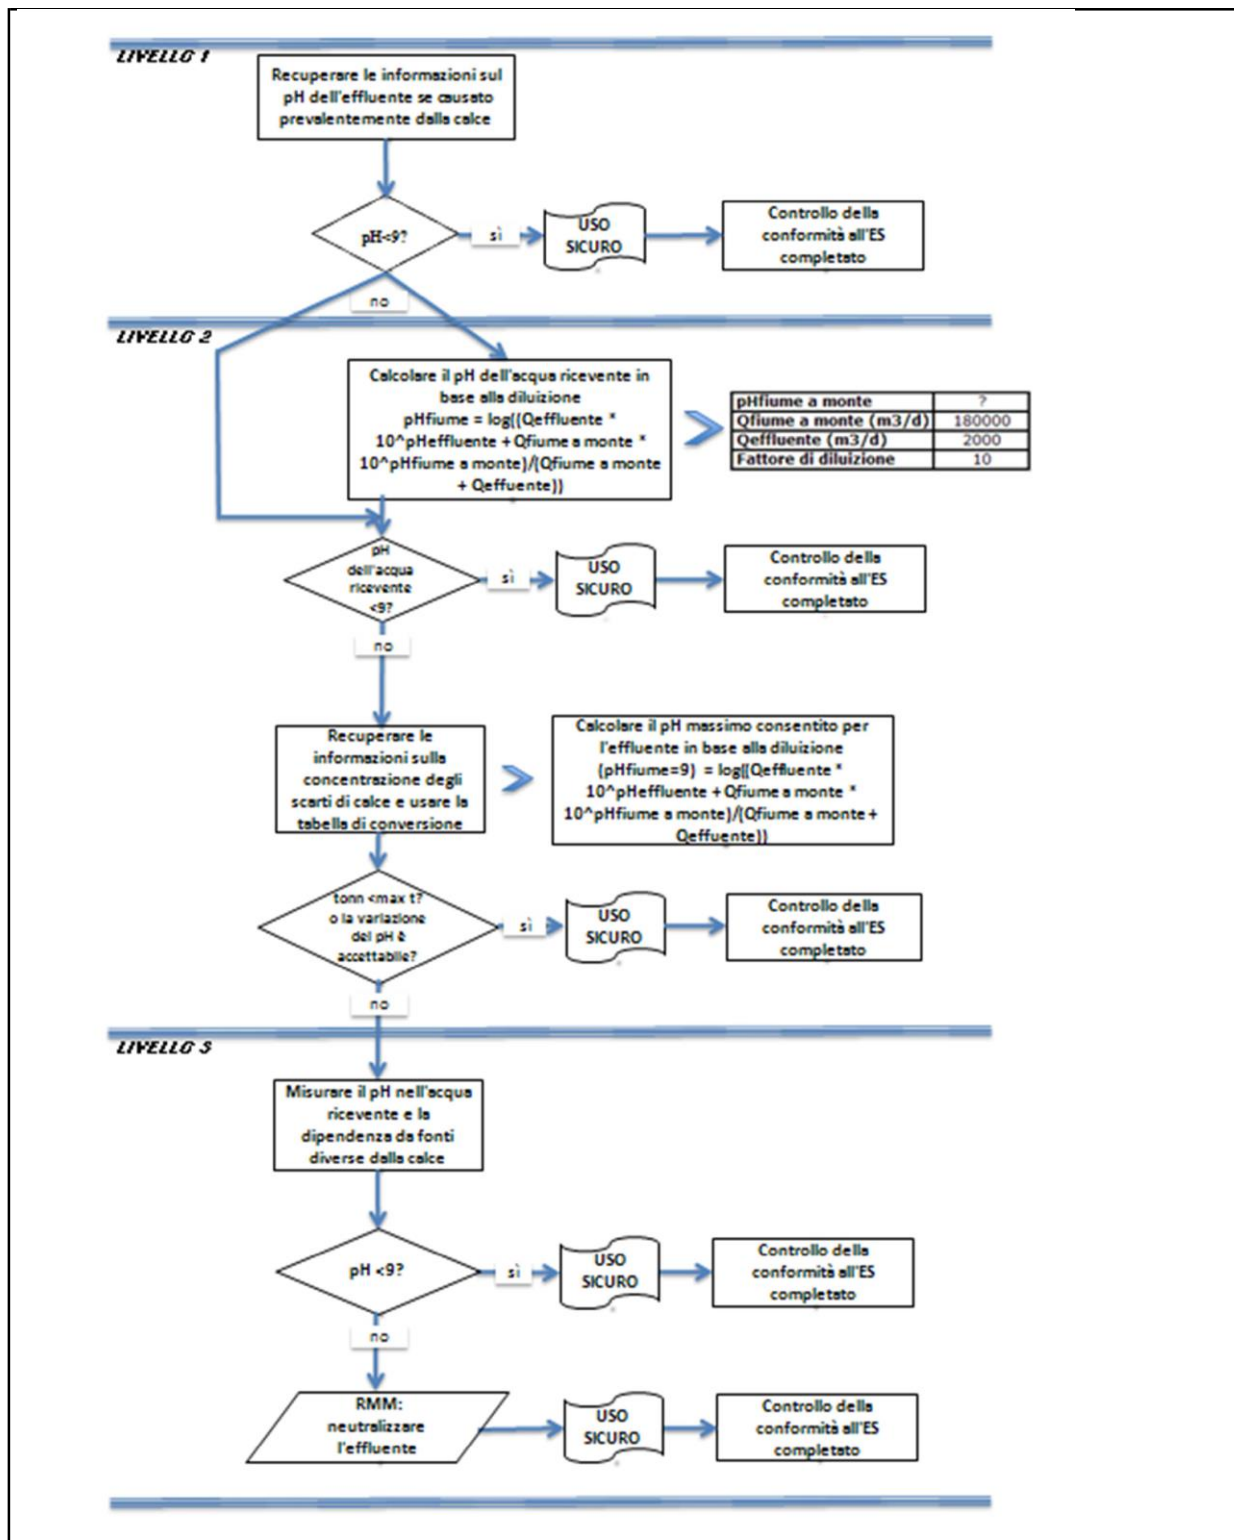 LIVELLO 1
Recuperare le informazioni sul
pH dell'effluente se causato
prevalentemente dalla calce
pH<9?
sì
USO
SICURO
Controllo della
conformità all'ES
completato
no
LIVELLO 2
Calcolare il pH dell'acqua ricevente in
base alla diluizione
pHfiume = log((Qeffluente *
10^pHeffluente + Qfiume a monte *
10^pHfiume a monte)/(Qfiume a monte
+ Qeffuente))
pHfiume a monte ?
Qfiume a monte (m3/d) 180000
Qeffluente (m3/d) 2000
Fattore di diluizione 10
pH
dell'acqua
ricevente
<9?
sì
USO
SICURO
Controllo della
conformità all'ES
completato
no
Recuperare le
informazioni sulla
concentrazione degli
scarti di calce e usare la
tabella di conversione
Calcolare il pH massimo consentito per
l'effluente in base alla diluizione
(pHfiume=9) = log((Qeffluente *
10^pHeffluente + Qfiume a monte *
10^pHfiume a monte)/(Qfiume a monte +
Qeffuente))
tonn <max t?
o la variazione
del pH è
accettabile?
sì
USO
SICURO
Controllo della
conformità all'ES
completato
no
LIVELLO 3
Misurare il pH nell'acqua
ricevente e la
dipendenza da fonti
diverse dalla calce
pH <9?
sì
USO
SICURO
Controllo della
conformità all'ES
completato
no
RMM:
neutralizzare
l'effluente
USO
SICURO
Controllo della
conformità all'ES
completato